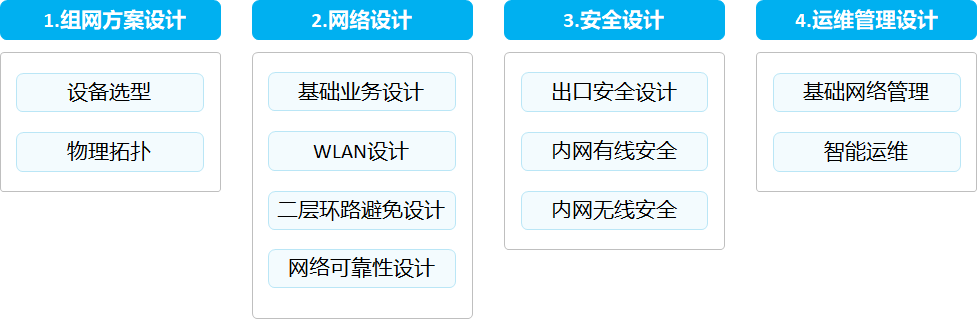 1.组网方案设计
设备选型
物理拓扑
2.网络设计
基础业务设计
WLAN设计
二层环路避免设计
网络可靠性设计
3.安全设计
出口安全设计
内网有线安全
内网无线安全
4.运维管理设计
基础网络管理
智能运维